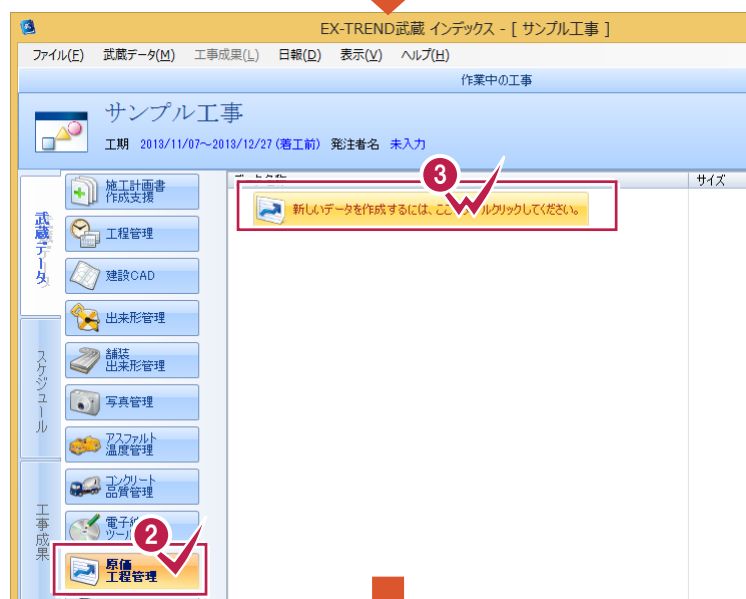 EX-TREND武蔵 インデックス - [ サンプル工事 ]
ファイル(F) 武蔵データ(M) 工事成果(L) 日報(D) 表示(V) ヘルプ(H)
作業中の工事
サンプル工事
工期 2013/11/07～2013/12/27 (着工前) 発注者名 未入力
武蔵データ
スケジュール
工事成果
施工計画書
作成支援
工程管理
建設CAD
出来形管理
舗装
出来形管理
写真管理
アスファルト
温度管理
コンクリート
品質管理
電子
ツール
2
原価
工程管理
サイズ
3
新しいデータを作成するには、ここ ルクリックしてください。